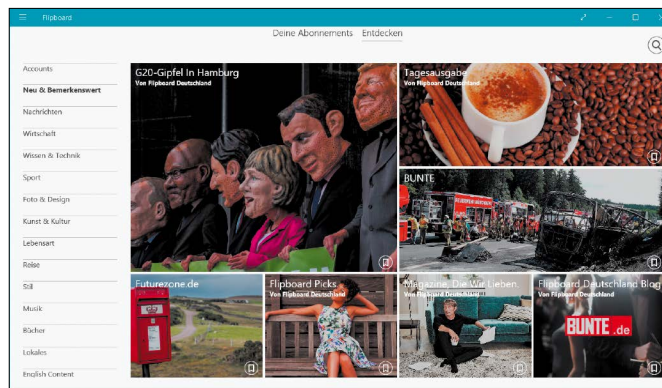 Flipboard
Deine Abonnements Entdecken
Accounts
Neu & Bemerkenswert
Nachrichten
Wirtschaft
Wissen & Technik
Sport
Foto & Design
Kunst & Kultur
Lebensart
Reise
Stil
Musik
Bücher
Lokales
English Content
G20-Gipfel In Hamburg
Von Flipboard Deutschland
Tagesausgabe
Von Flipboard Deutschland
BUNTE
Futurezone.de
Flipboard Picks
Von Flipboard Deutschland
Magazine, Die Wir Lieben.
Von Flipboard Deutschland
Flipboard Deutschland Blog
Von Flipboard Deutschland
BUNTE.de